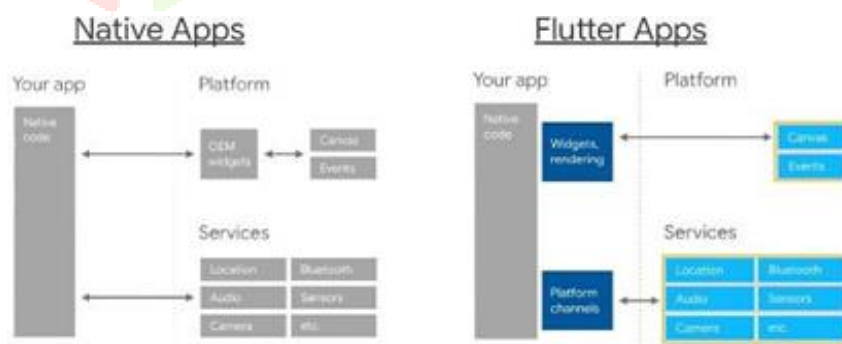 Native Apps
Your app
Platform
Native
code
OEM
widgets
Canvas
Events
Services
Location
Bluetooth
Audio
Sensors
Camera
etc.
Flutter Apps
Your app
Platform
Native
code
Widgets,
rendering
Canvas
Events
Services
Platform
channels
Location
Bluetooth
Audio
Sensors
Camera
etc.